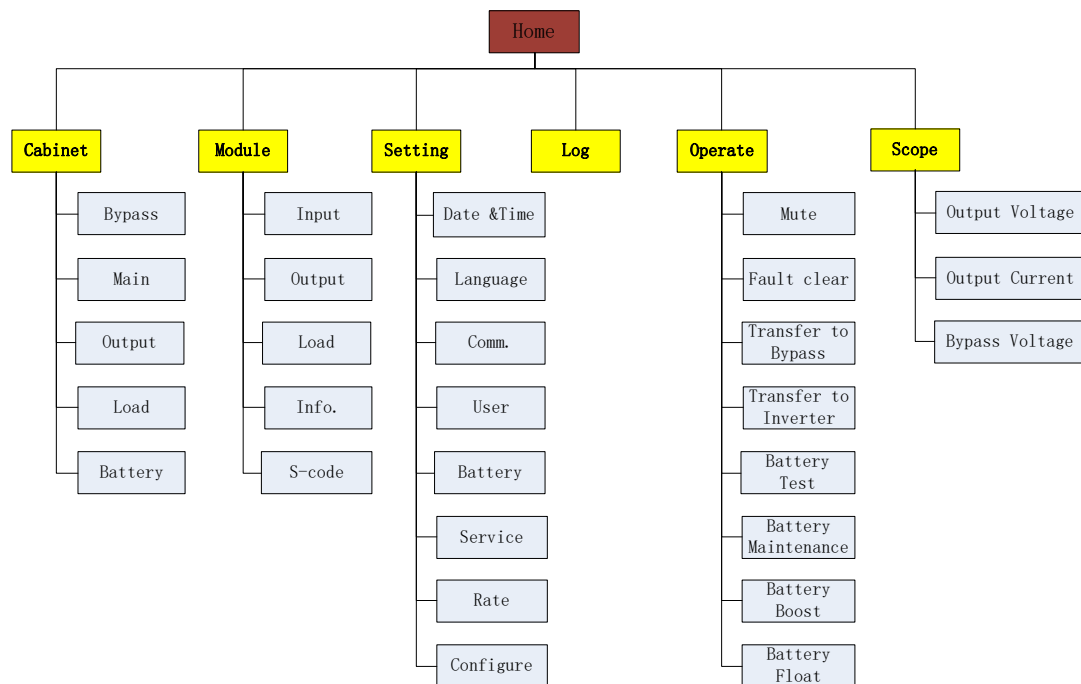 Home
Cabinet
Module
Setting
Log
Operate
Scope
Bypass
Main
Output
Load
Battery
Input
Output
Load
Info.
S-code
Date &Time
Language
Comm.
User
Battery
Service
Rate
Configure
Mute
Fault clear
Transfer to
Bypass
Transfer to
Inverter
Battery
Test
Battery
Maintenance
Battery
Boost
Battery
Float
Output Voltage
Output Current
Bypass Voltage